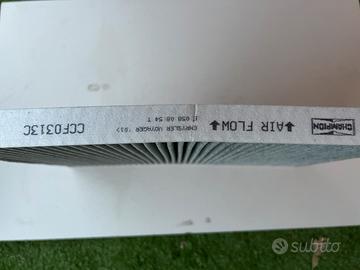 CCF0313C
CHRYSLER VOYAGER '01>
AIR FLOW
CHAMPION
subito